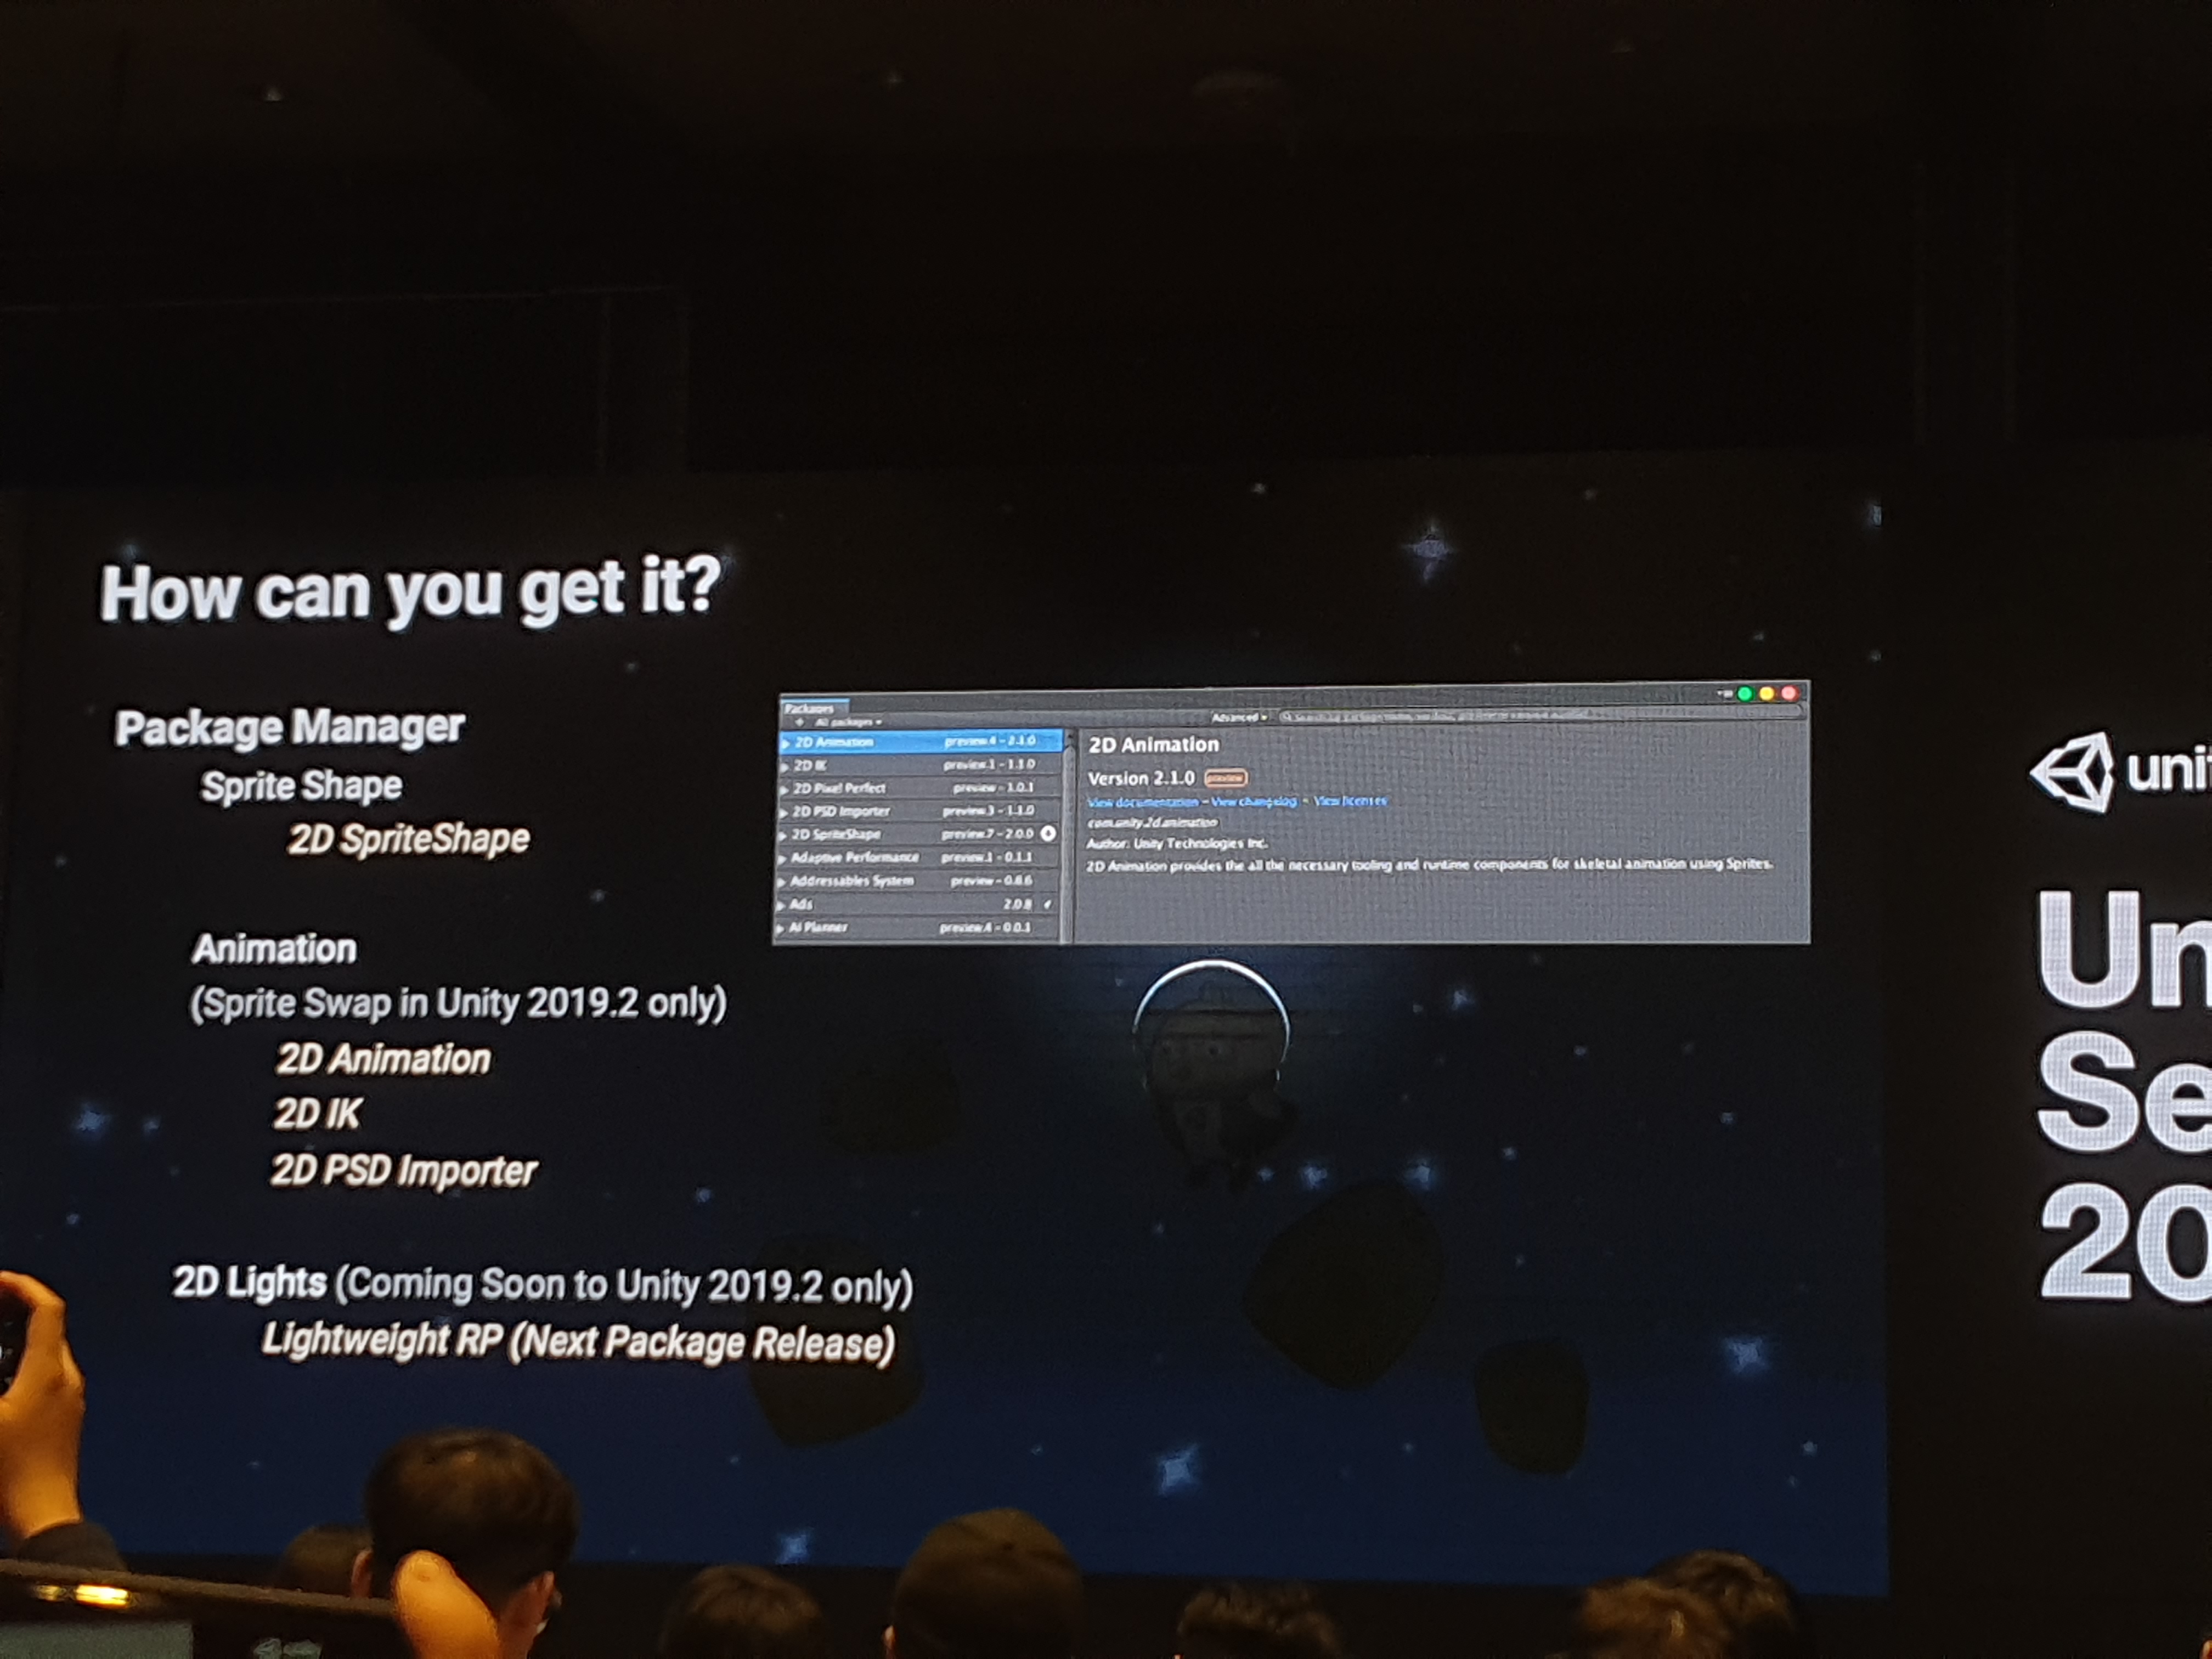 How can you get it?
Package Manager
Sprite Shape
2D SpriteShape
Animation
(Sprite Swap in Unity 2019.2 only)
2D Animation
2D IK
2D PSD Importer
2D Lights (Coming Soon to Unity 2019.2 only)
Lightweight RP (Next Package Release)
Packages
+ All packages
Advanced
2D Animation preview.4 - 2.1.0
2D IK preview.1 - 1.1.0
2D Pixel Perfect preview - 1.0.1
2D PSD Importer preview.3 - 1.1.0
2D SpriteShape preview.7 - 2.0.0
Adaptive Performance preview.1 - 0.1.1
Addressables System preview - 0.8.6
Ads 2.0.8
AI Planner preview.4 - 0.0.1
2D Animation
Version 2.1.0 preview
View documentation - View changelog - View licenses
com.unity.2d.animation
Author: Unity Technologies Inc.
2D Animation provides the all the necessary tooling and runtime components for skeletal animation using Sprites.
uni
Un
Se
20